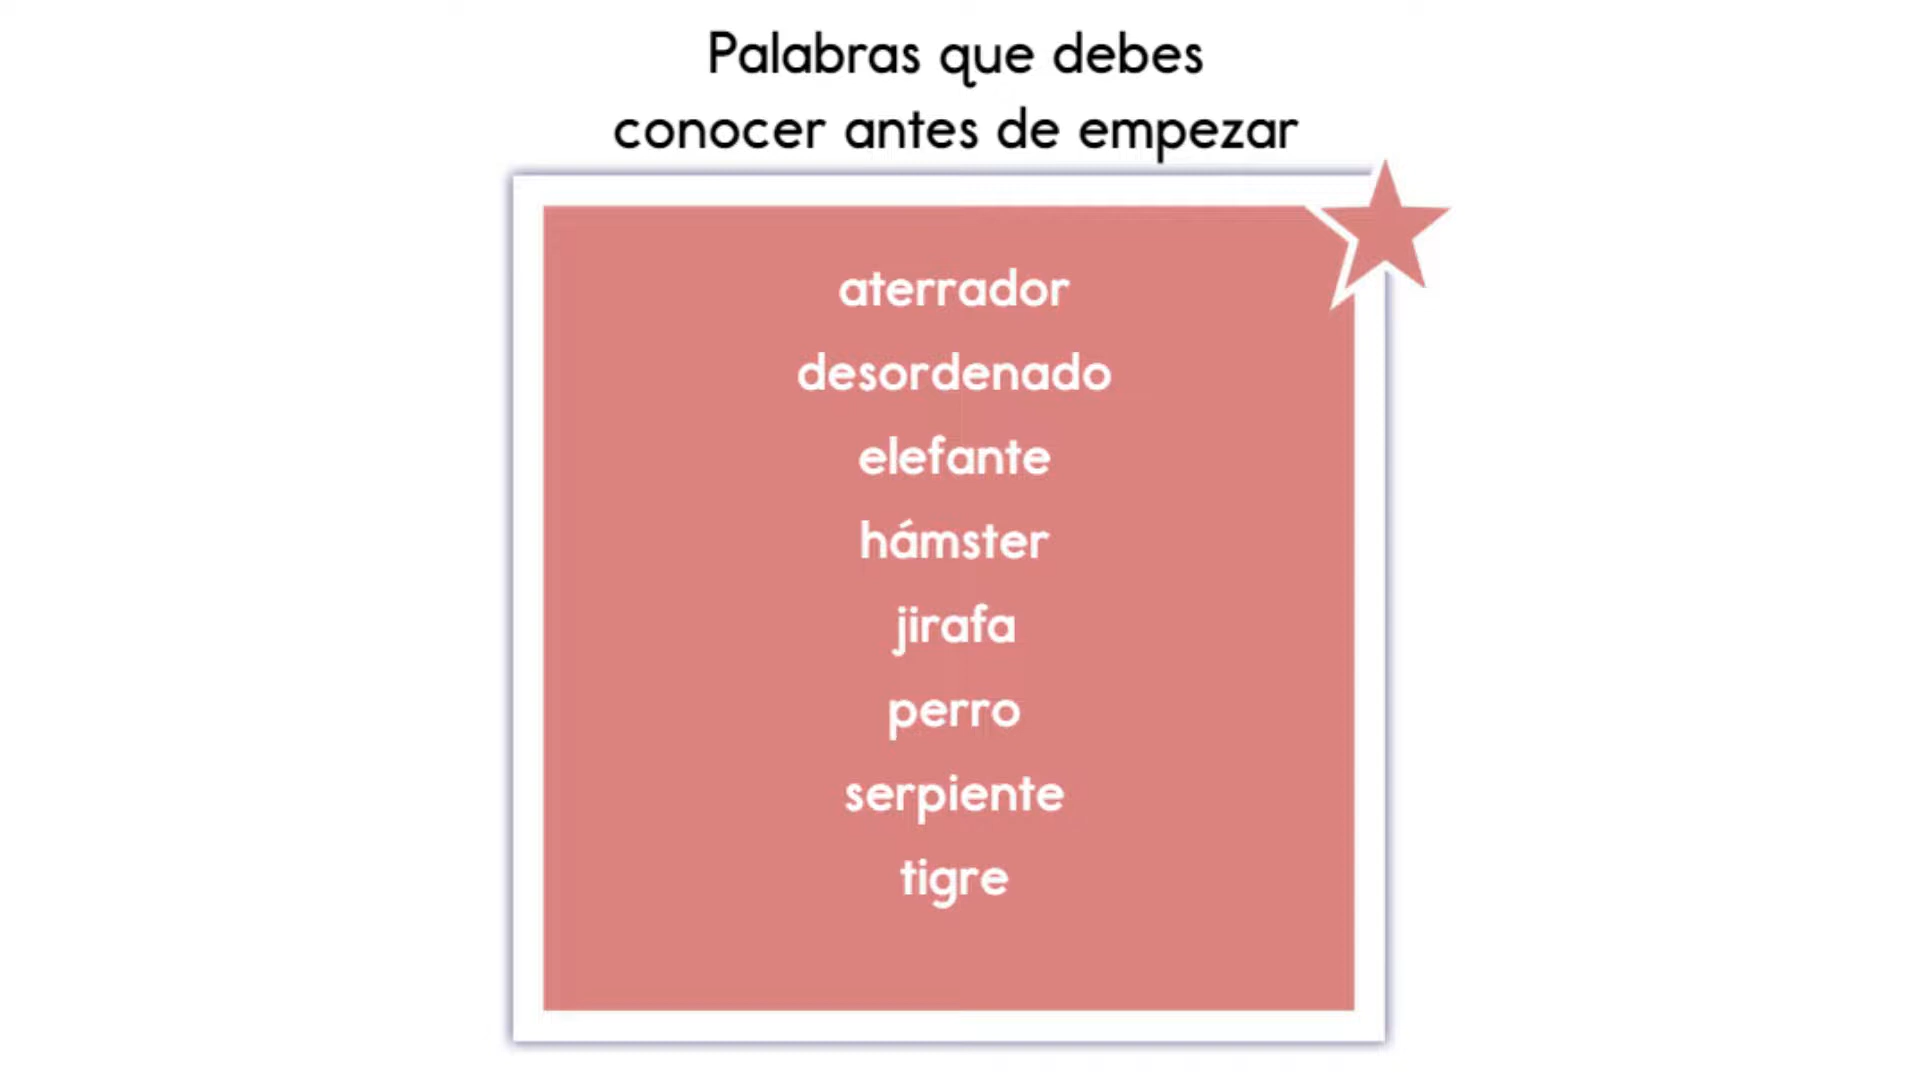 Palabras que debes
conocer antes de empezar
aterrador
desordenado
elefante
hámster
jirafa
perro
serpiente
tigre